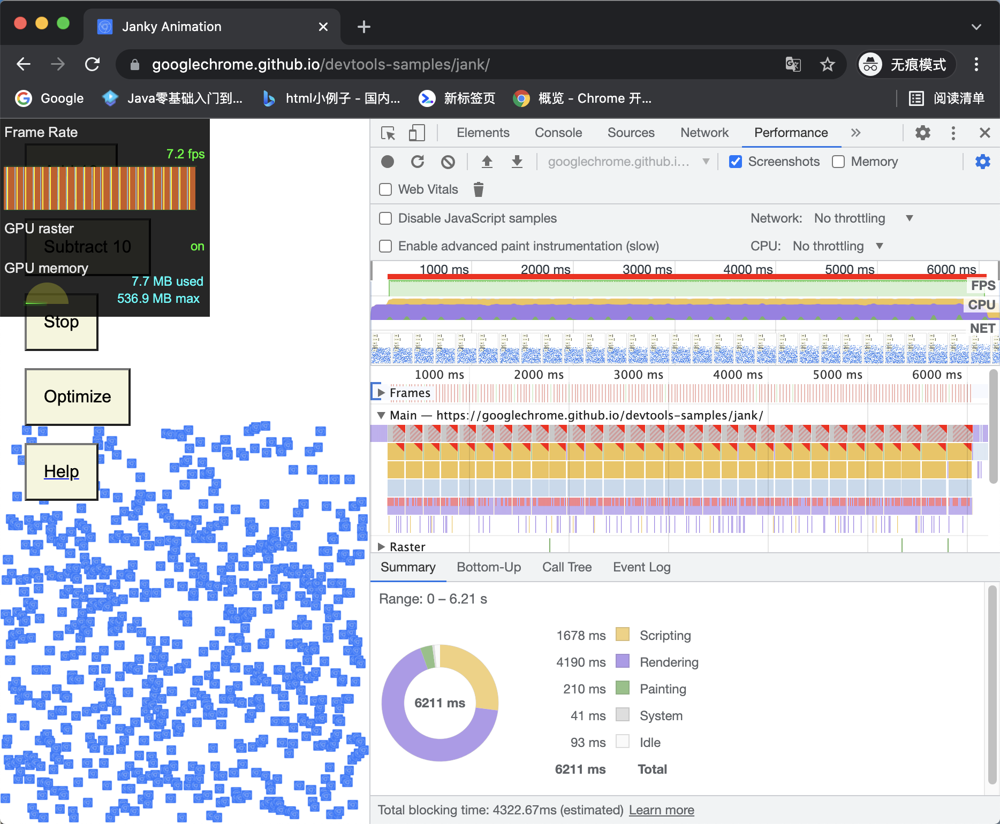 Janky Animation
googlechrome.github.io/devtools-samples/jank/
无痕模式
Google
Java零基础入门到...
html小例子 - 国内...
新标签页
概览 - Chrome 开...
阅读清单
Frame Rate
7.2 fps
GPU raster
on
Subtract 10
GPU memory
7.7 MB used
536.9 MB max
Stop
Optimize
Help
Elements Console Sources Network Performance
googlechrome.github.i... Screenshots Memory
Web Vitals
Disable JavaScript samples Network: No throttling
Enable advanced paint instrumentation (slow) CPU: No throttling
1000 ms 2000 ms 3000 ms 4000 ms 5000 ms 6000 ms
FPS
CPU
NET
1000 ms 2000 ms 3000 ms 4000 ms 5000 ms 6000 ms
Frames
Main — https://googlechrome.github.io/devtools-samples/jank/
Raster
Summary Bottom-Up Call Tree Event Log
Range: 0 – 6.21 s
1678 ms Scripting
4190 ms Rendering
210 ms Painting
41 ms System
93 ms Idle
6211 ms Total
6211 ms
Total blocking time: 4322.67ms (estimated) Learn more